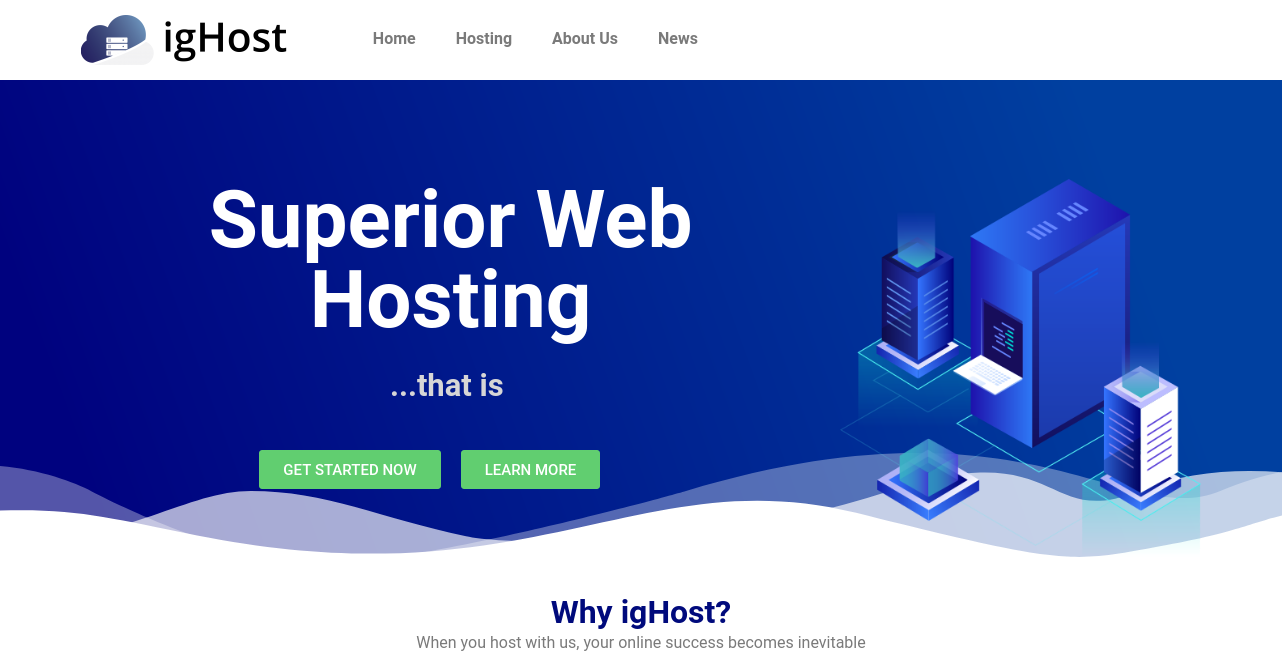 igHost
Home Hosting About Us News
Superior Web
Hosting
...that is
GET STARTED NOW LEARN MORE
Why igHost?
When you host with us, your online success becomes inevitable